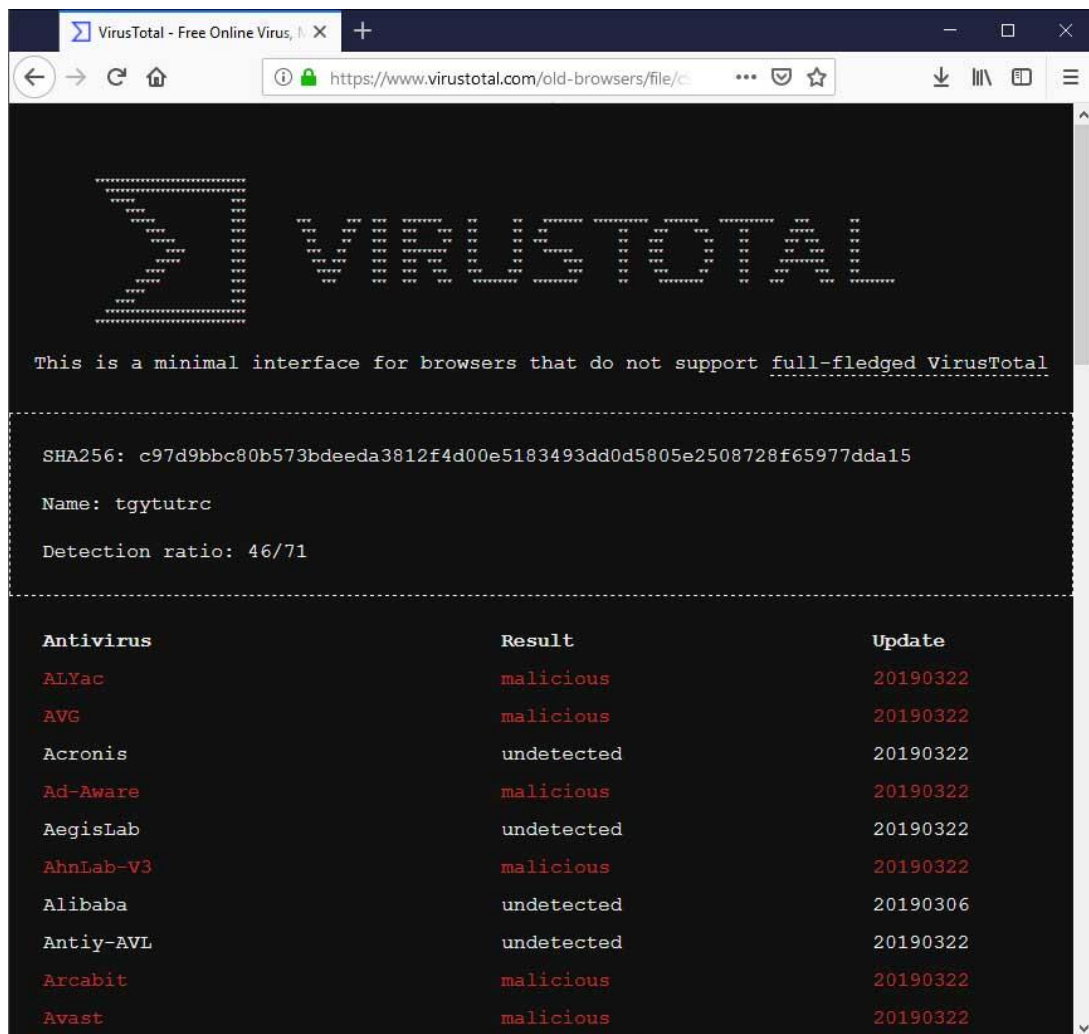 VirusTotal - Free Online Virus,
https://www.virustotal.com/old-browsers/file/
VIRUSTOTAL
This is a minimal interface for browsers that do not support full-fledged VirusTotal
SHA256: c97d9bbc80b573bdeeda3812f4d00e5183493dd0d5805e2508728f65977dda15
Name: tgytutrc
Detection ratio: 46/71
Antivirus Result Update
ALYac malicious 20190322
AVG malicious 20190322
Acronis undetected 20190322
Ad-Aware malicious 20190322
AegisLab undetected 20190322
AhnLab-V3 malicious 20190322
Alibaba undetected 20190306
Antiy-AVL undetected 20190322
Arcabit malicious 20190322
Avast malicious 20190322